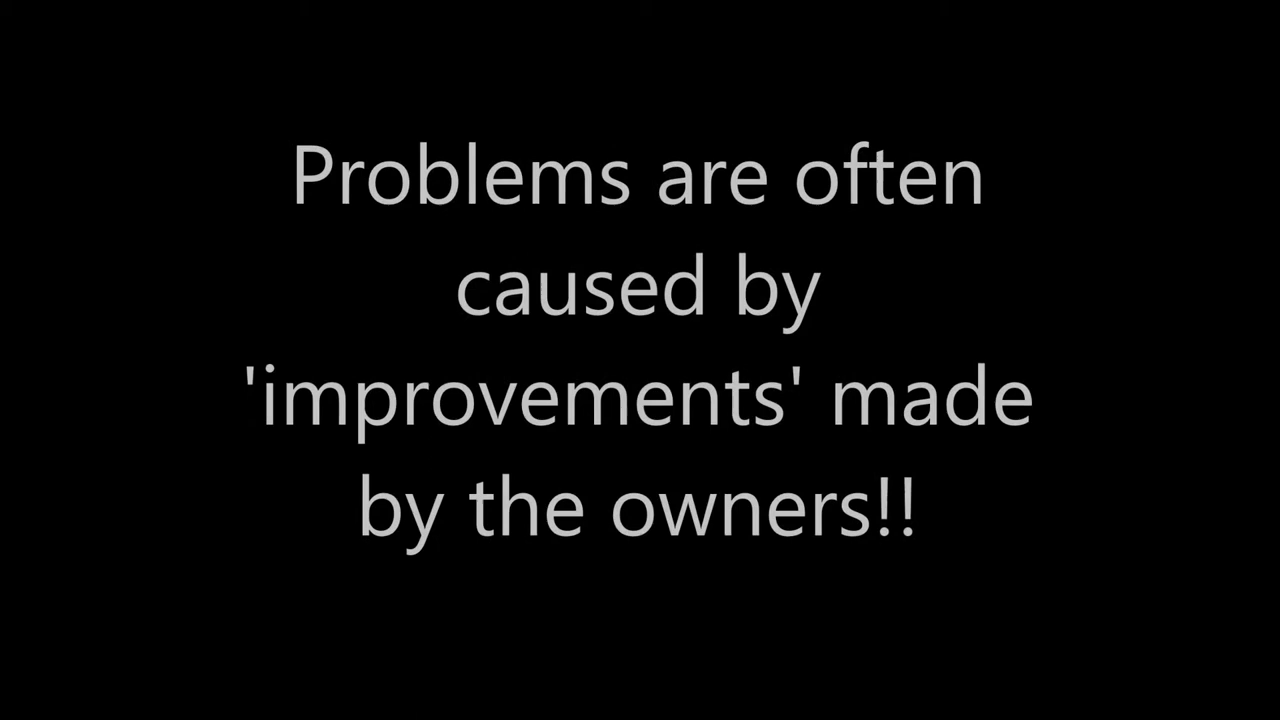 Problems are often
caused by
'improvements' made
by the owners!!